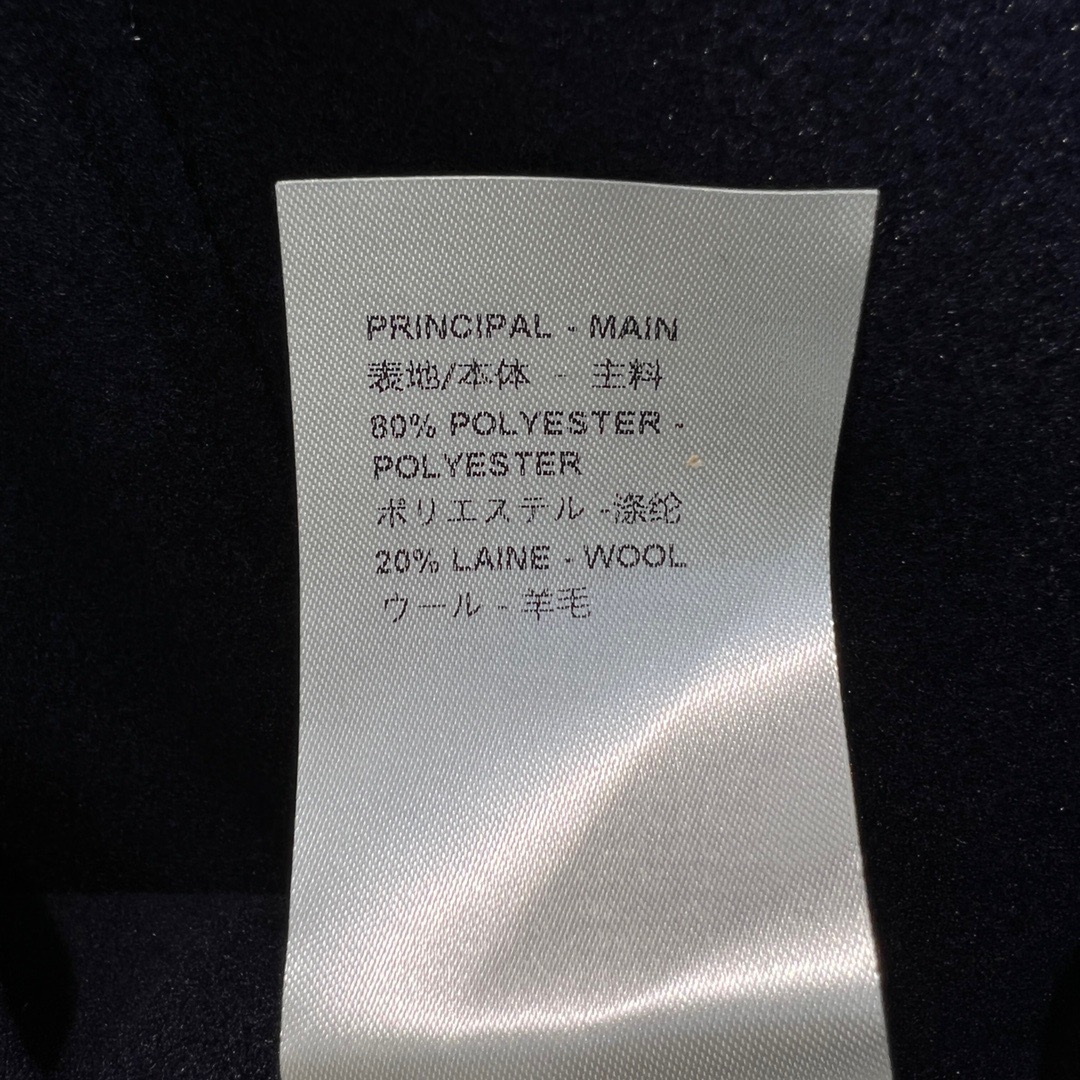 PRINCIPAL - MAIN
表地/本体 - 主料
80% POLYESTER -
POLYESTER
ポリエステル -涤纶
20% LAINE - WOOL
ウール - 羊毛